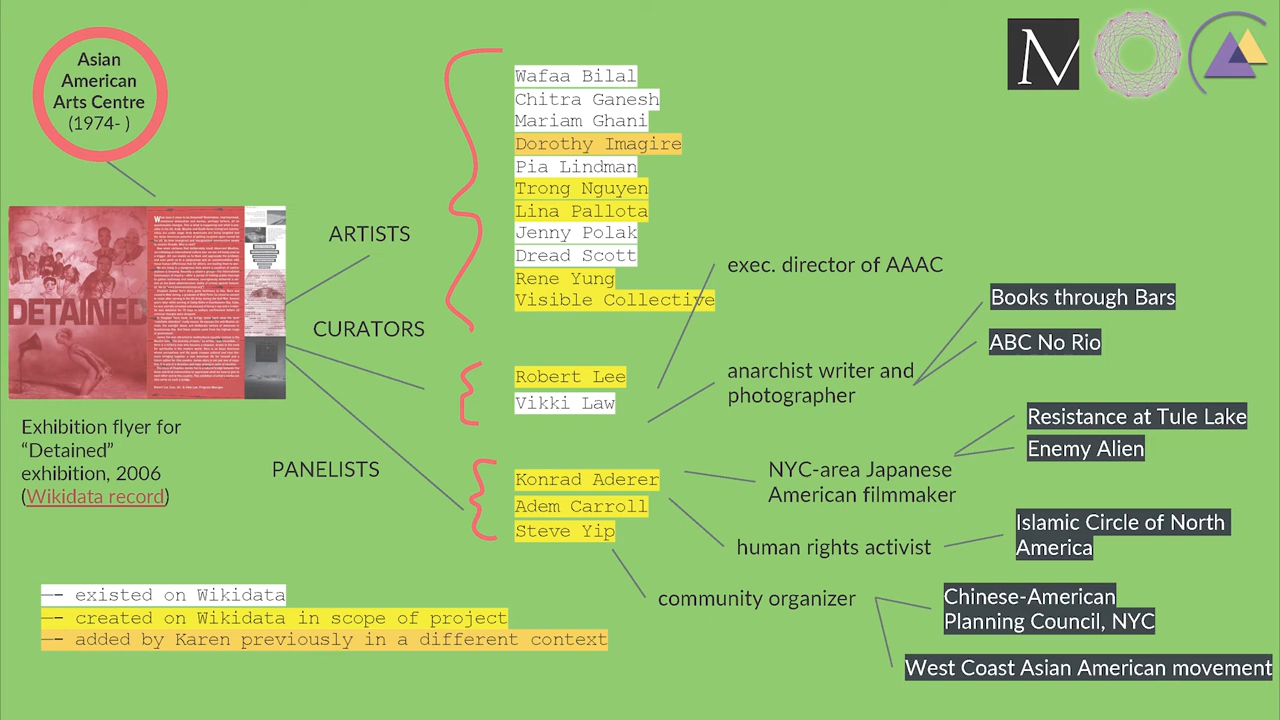 Asian
American
Arts Centre
(1974- )
DETAINED
Exhibition flyer for
“Detained”
exhibition, 2006
(Wikidata record)
ARTISTS
Wafaa Bilal
Chitra Ganesh
Mariam Ghani
Dorothy Imagire
Pia Lindman
Trong Nguyen
Lina Pallota
Jenny Polak
Dread Scott
Rene Yung
Visible Collective
CURATORS
Robert Lee
Vikki Law
exec. director of AAAC
anarchist writer and
photographer
Books through Bars
ABC No Rio
PANELISTS
Konrad Aderer
Adem Carroll
Steve Yip
NYC-area Japanese
American filmmaker
Resistance at Tule Lake
Enemy Alien
human rights activist
Islamic Circle of North
America
community organizer
Chinese-American
Planning Council, NYC
West Coast Asian American movement
—- existed on Wikidata
—- created on Wikidata in scope of project
—- added by Karen previously in a different context
M